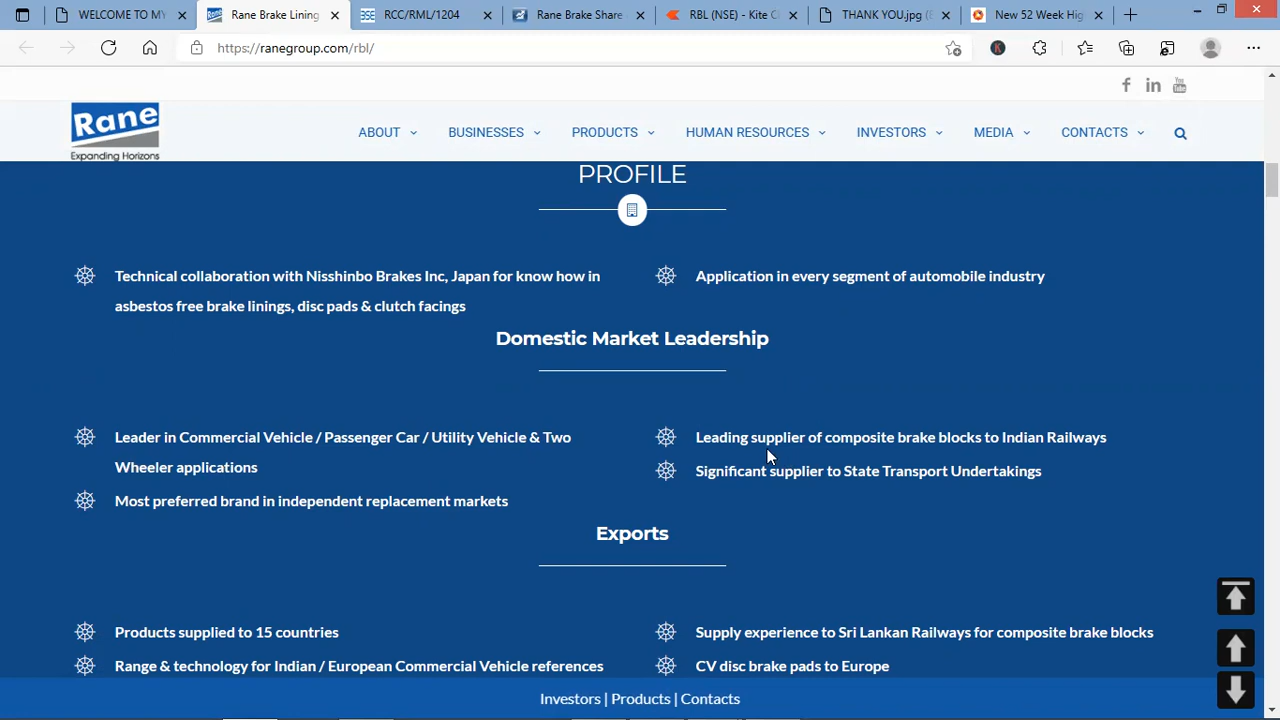 WELCOME TO MY
Rane Brake Lining
RCC/RML/1204
Rane Brake Share
RBL (NSE) - Kite C
THANK YOU.jpg (E
New 52 Week Hig
https://ranegroup.com/rbl/
Rane
Expanding Horizons
ABOUT
BUSINESSES
PRODUCTS
HUMAN RESOURCES
INVESTORS
MEDIA
CONTACTS
PROFILE
Technical collaboration with Nisshinbo Brakes Inc, Japan for know how in
asbestos free brake linings, disc pads & clutch facings
Application in every segment of automobile industry
Domestic Market Leadership
Leader in Commercial Vehicle / Passenger Car / Utility Vehicle & Two
Wheeler applications
Most preferred brand in independent replacement markets
Leading supplier of composite brake blocks to Indian Railways
Significant supplier to State Transport Undertakings
Exports
Products supplied to 15 countries
Range & technology for Indian / European Commercial Vehicle references
Supply experience to Sri Lankan Railways for composite brake blocks
CV disc brake pads to Europe
Investors | Products | Contacts